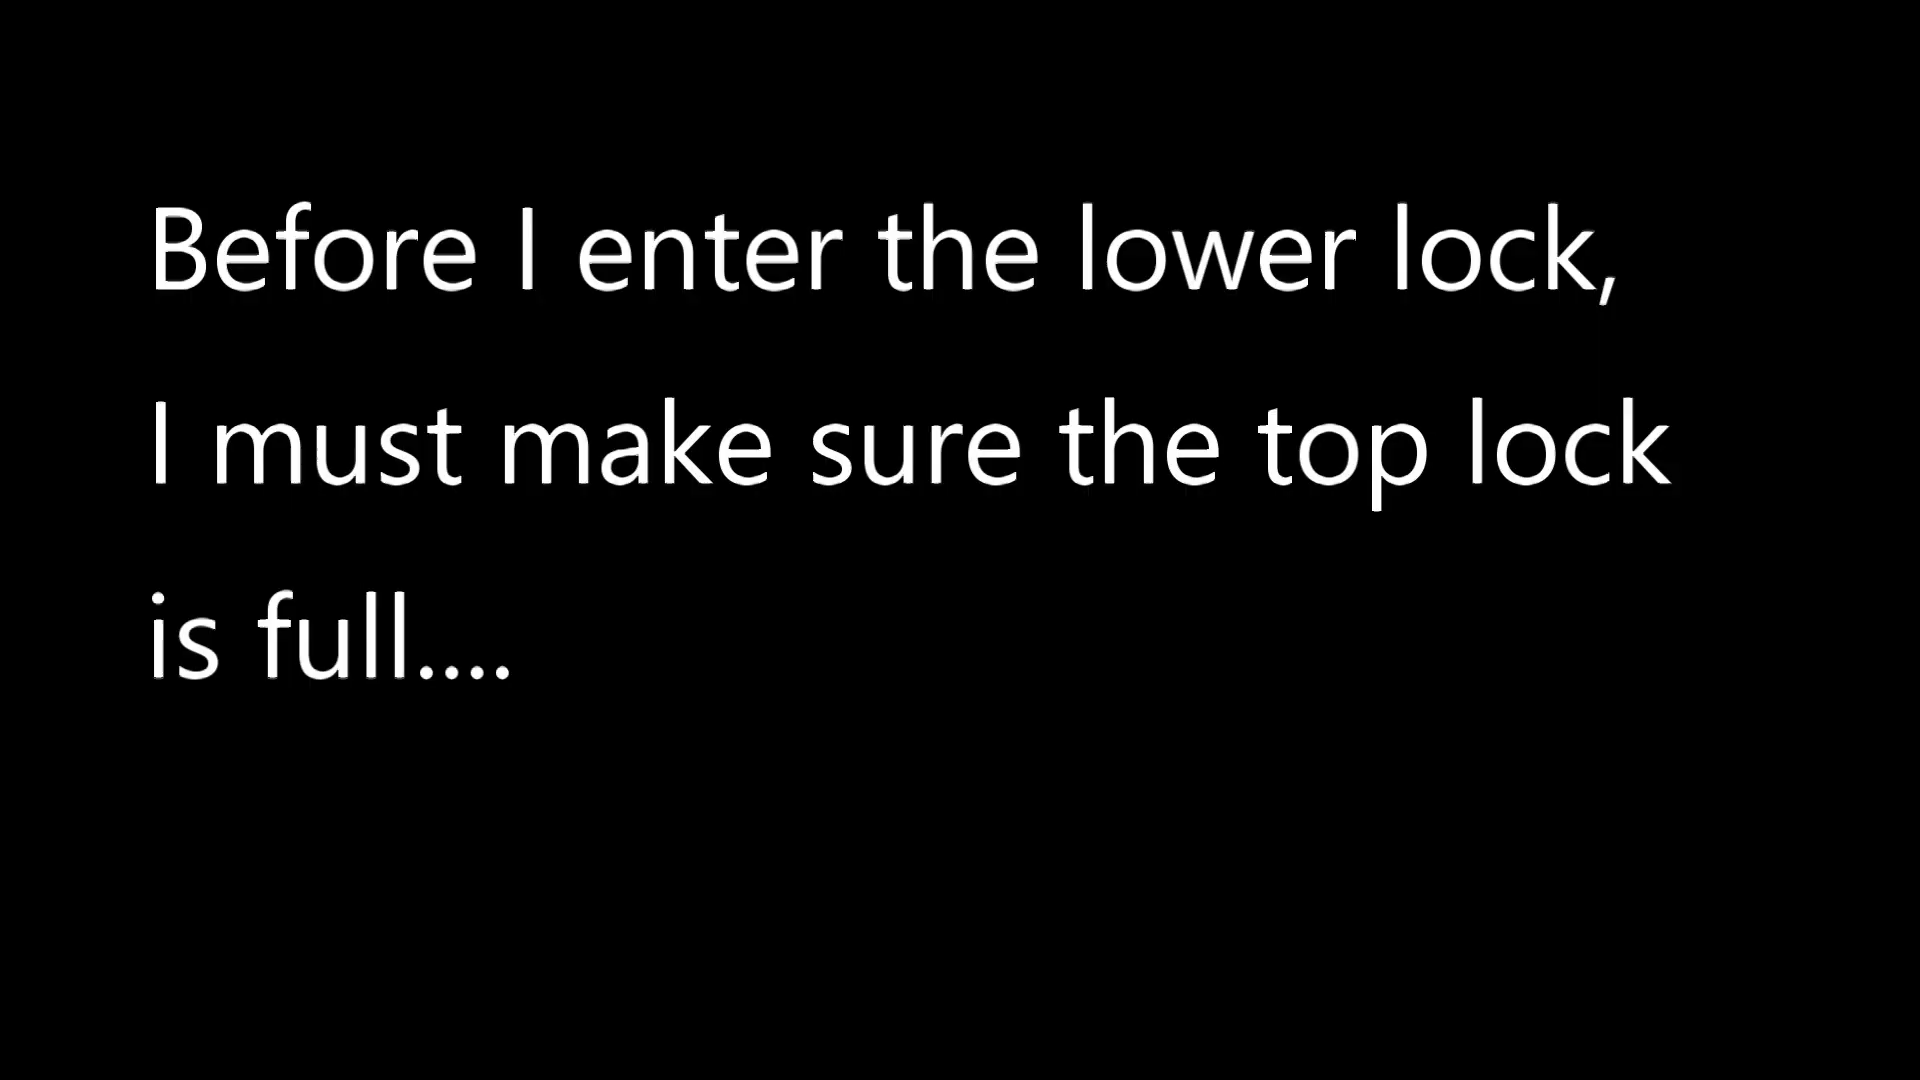 Before I enter the lower lock,
I must make sure the top lock
is full....